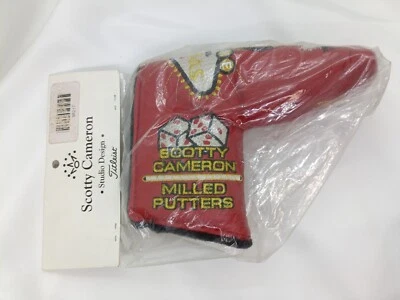 Scotty Cameron
• Studio Design •
Titleist
SCOTTY
CAMERON
MILLED
PUTTERS